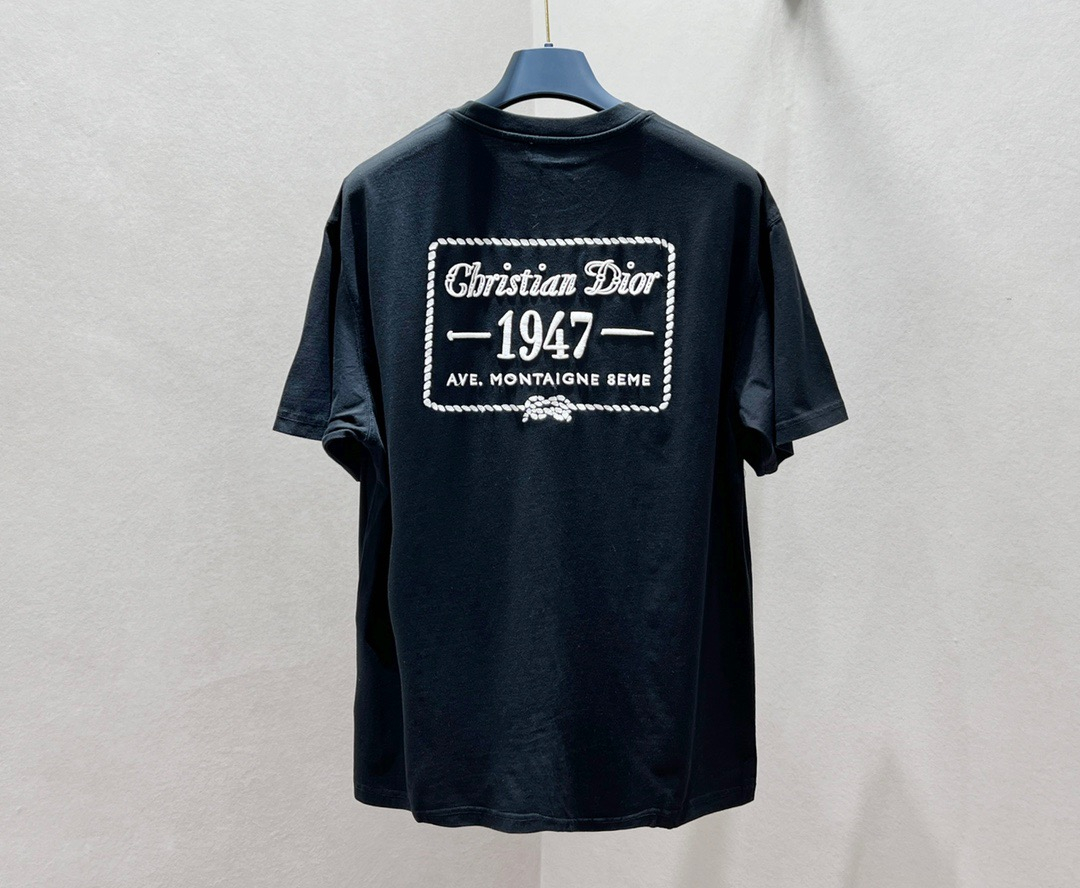 Christian Dior
1947
AVE. MONTAIGNE 8EME